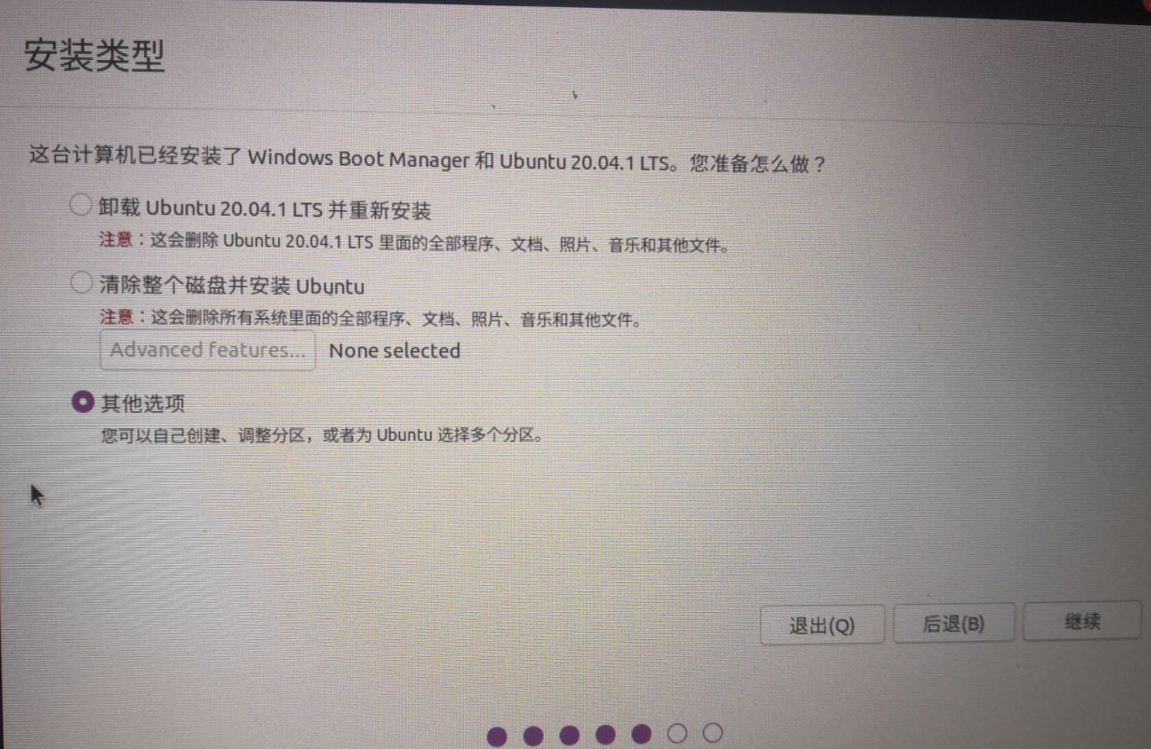 安装类型
这台计算机已经安装了 Windows Boot Manager 和 Ubuntu 20.04.1 LTS。您准备怎么做？
卸载 Ubuntu 20.04.1 LTS 并重新安装
注意：这会删除 Ubuntu 20.04.1 LTS 里面的全部程序、文档、照片、音乐和其他文件。
清除整个磁盘并安装 Ubuntu
注意：这会删除所有系统里面的全部程序、文档、照片、音乐和其他文件。
Advanced features... None selected
其他选项
您可以自己创建、调整分区，或者为 Ubuntu 选择多个分区。
退出(Q) 后退(B) 继续